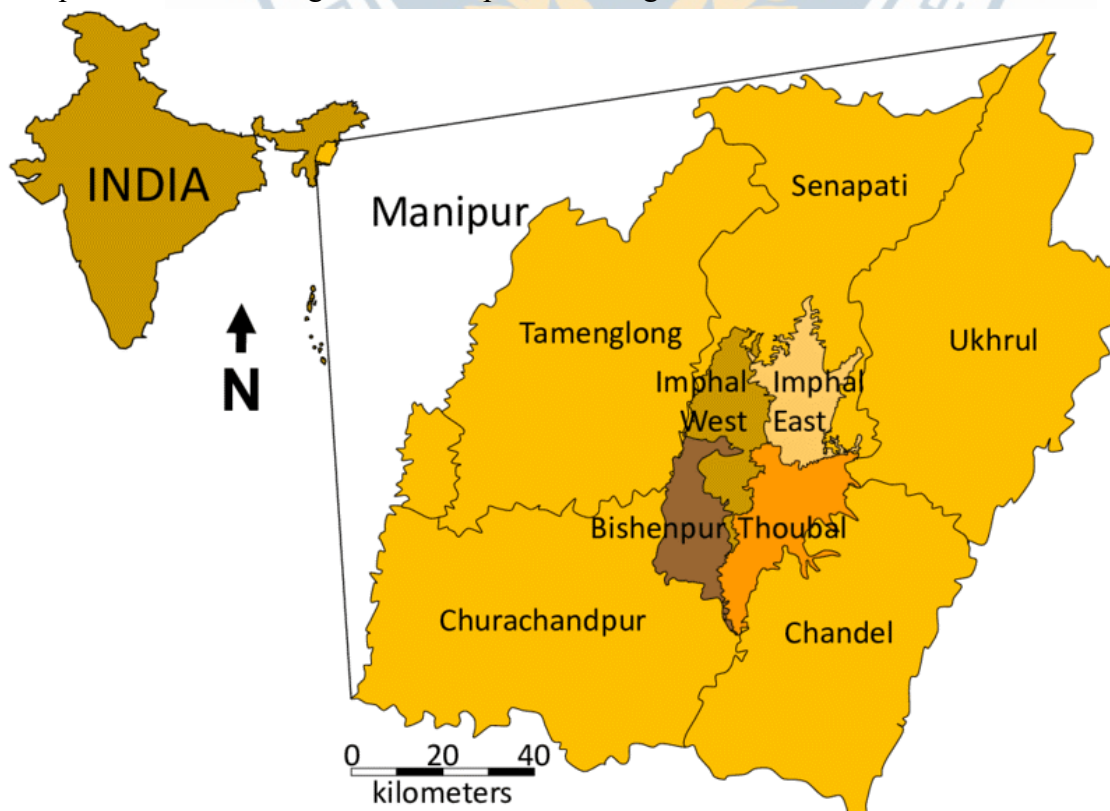 INDIA
Manipur
N
Senapati
Tamenglong
Ukhrul
Imphal
West
Imphal
East
Bishenpur
Thoubal
Churachandpur
Chandel
0 20 40
kilometers